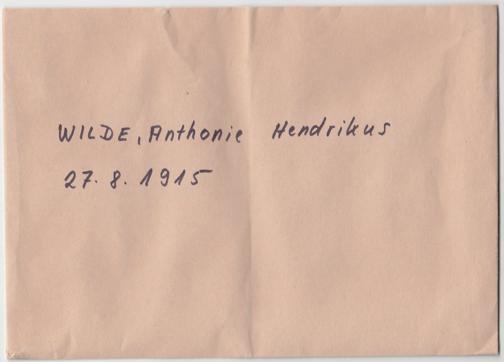 WILDE, Anthonie Hendrikus
27. 8. 1915